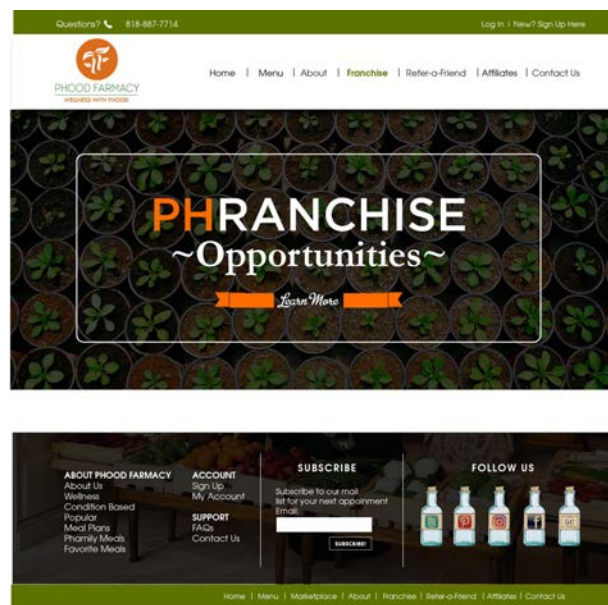 Questions? 818-887-7714
Log In | New? Sign Up Here
PHOOD FARMACY
WELLNESS WITH PHOOD
Home | Menu | About | Franchise | Refer-a-Friend | Affiliates | Contact Us
PHRANCHISE
~Opportunities~
Learn More
ABOUT PHOOD FARMACY
About Us
Wellness
Condition Based
Popular
Meal Plans
Phamily Meals
Favorite Meals
ACCOUNT
Sign Up
My Account
SUPPORT
FAQs
Contact Us
SUBSCRIBE
Subscribe to our mail
list for your next appoinment
Email:
SUBSCRIBE!
FOLLOW US
Home | Menu | Marketplace | About | Franchise | Refer-a-Friend | Affiliates | Contact Us